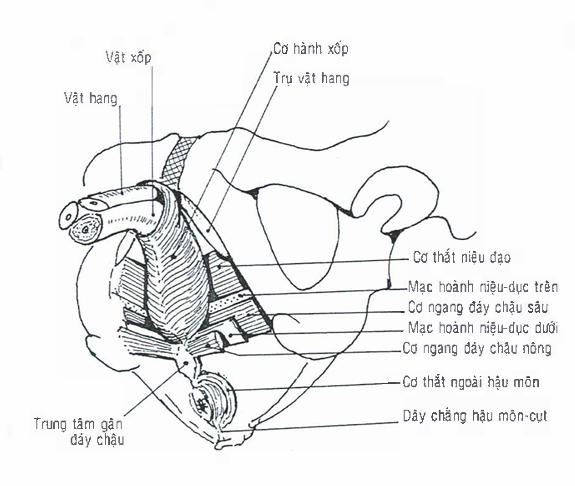 Vật xốp
Cơ hành xốp
Trụ vật hang
Vật hang
Cơ thắt niệu đạo
Mạc hoành niệu-dục trên
Cơ ngang đáy chậu sâu
Mạc hoành niệu-dục dưới
Cơ ngang đáy chậu nông
Cơ thắt ngoài hậu môn
Dây chằng hậu môn-cụt
Trung tâm gân
đáy chậu